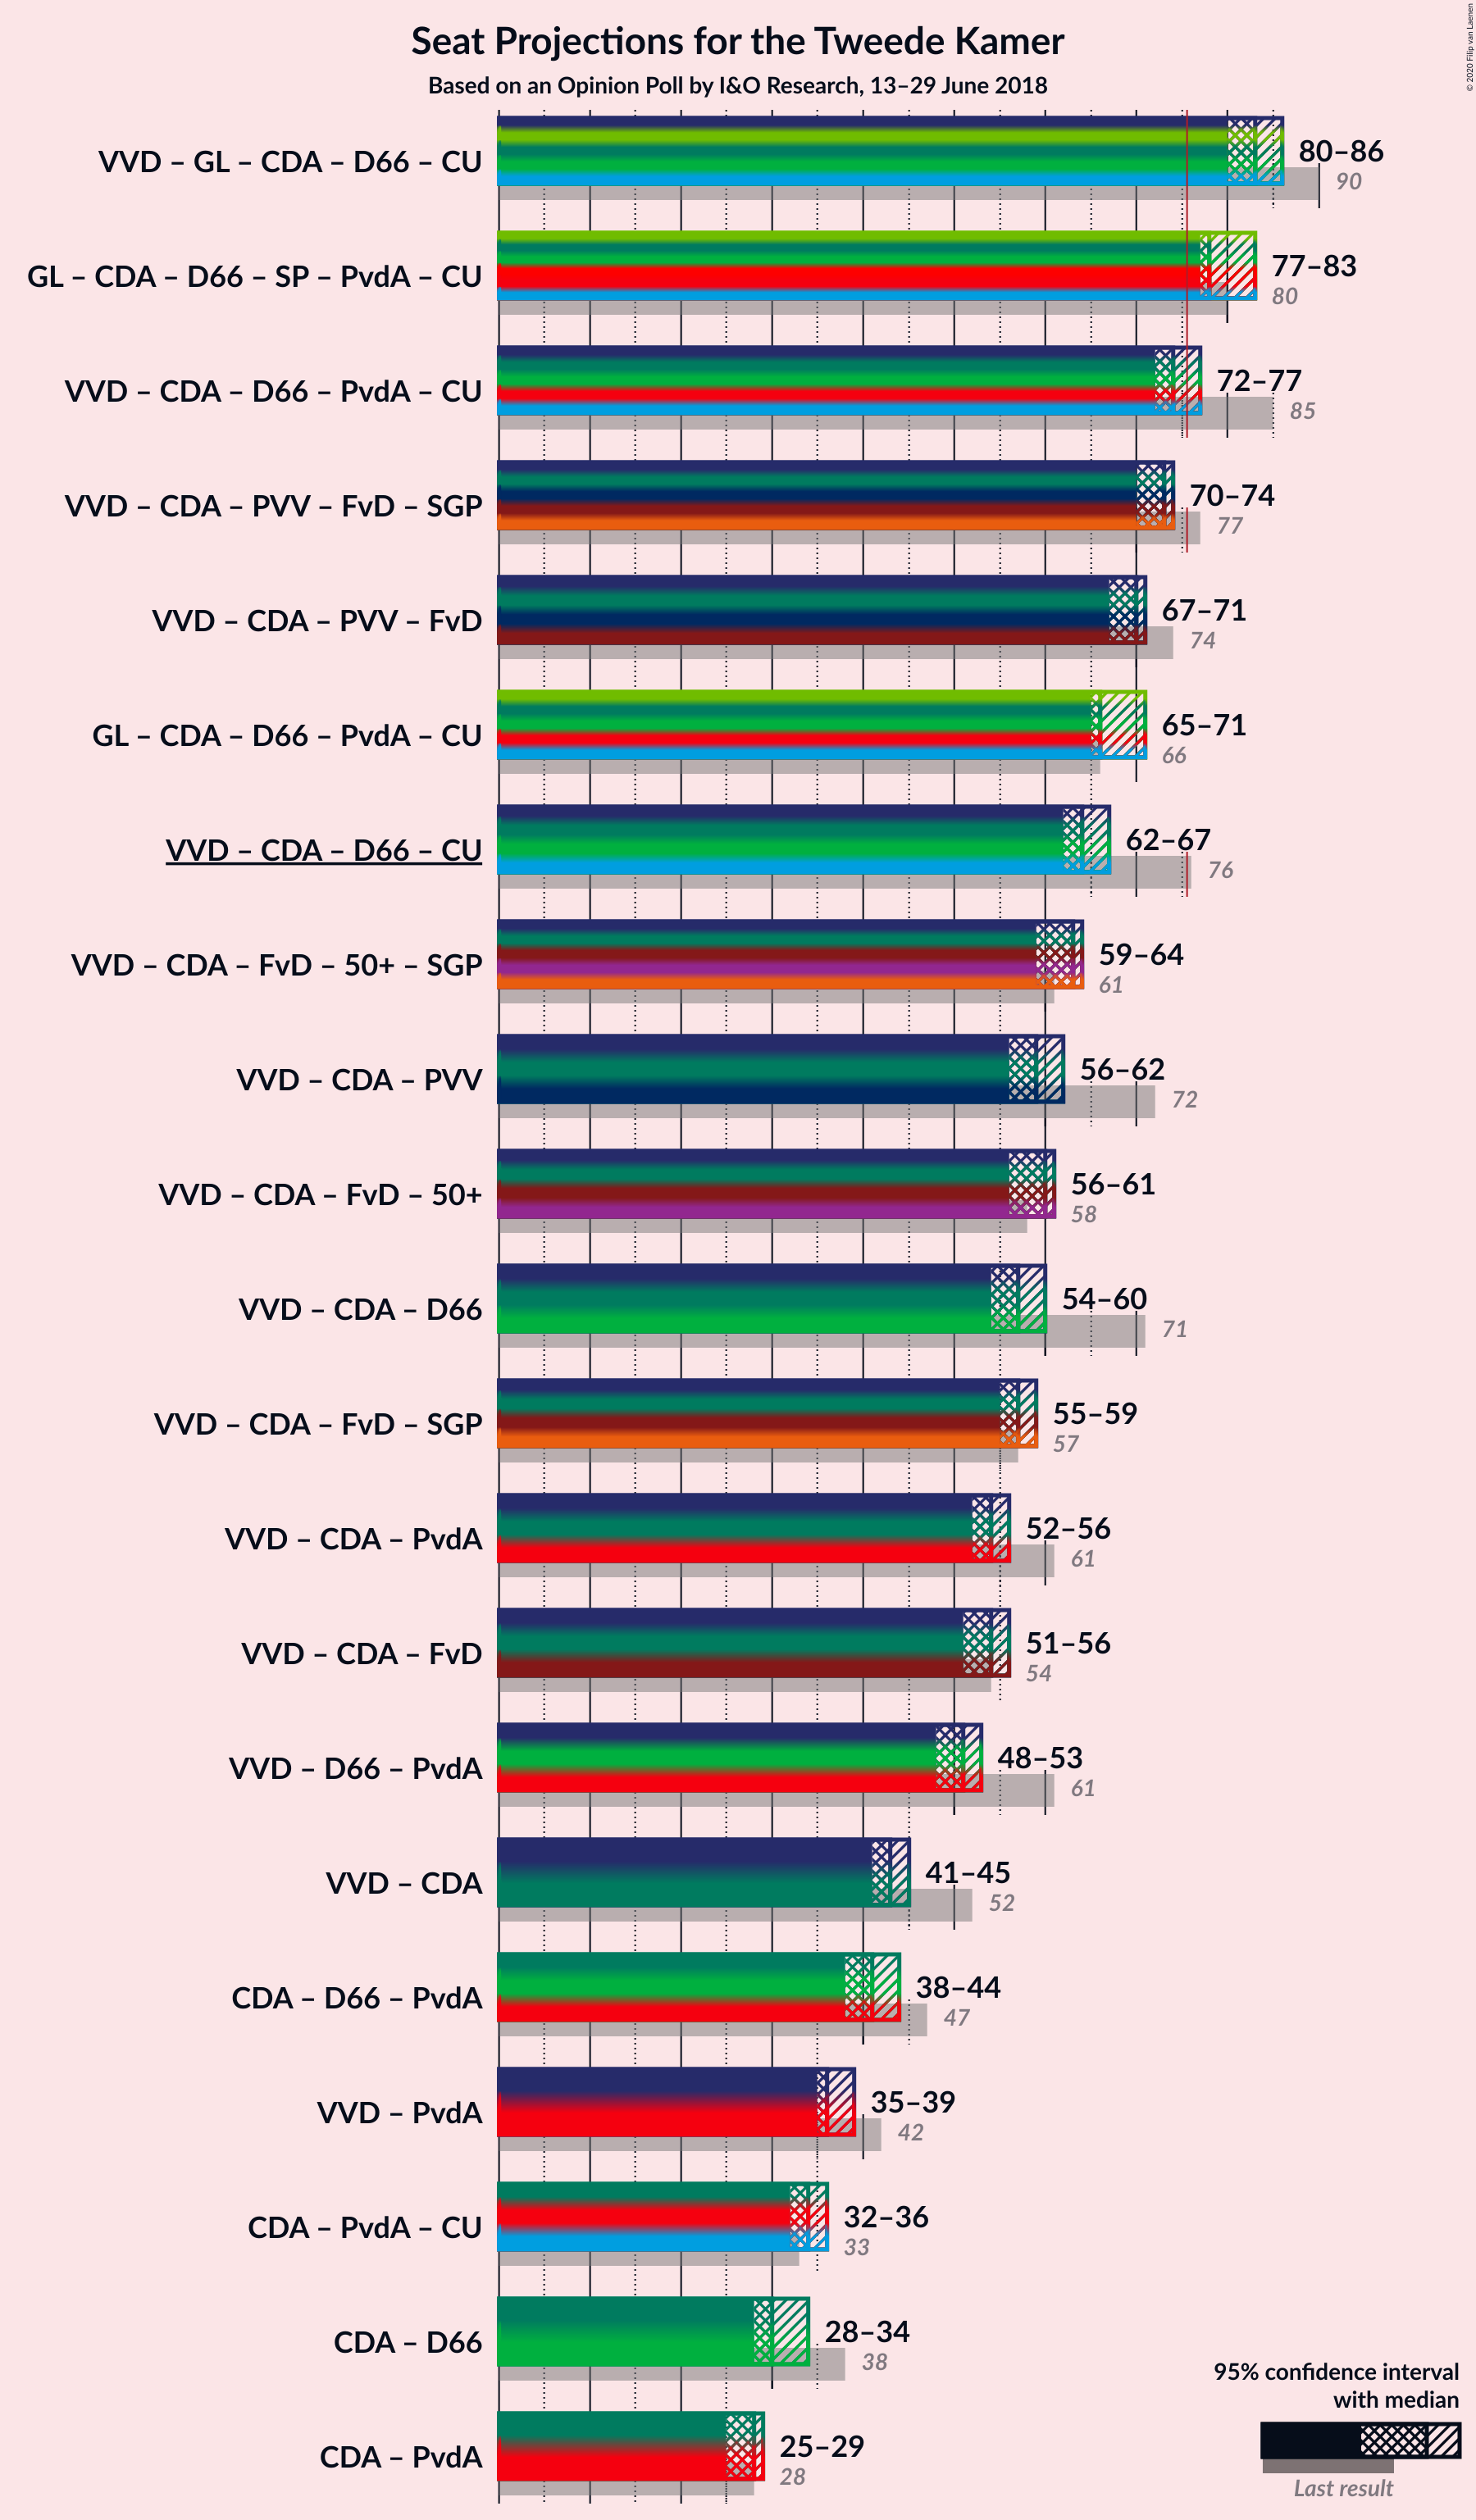 Seat Projections for the Tweede Kamer
Based on an Opinion Poll by I&O Research, 13–29 June 2018
© 2020 Filip van Laenen
VVD – GL – CDA – D66 – CU
80–86
90
GL – CDA – D66 – SP – PvdA – CU
77–83
80
VVD – CDA – D66 – PvdA – CU
72–77
85
VVD – CDA – PVV – FvD – SGP
70–74
77
VVD – CDA – PVV – FvD
67–71
74
GL – CDA – D66 – PvdA – CU
65–71
66
VVD – CDA – D66 – CU
62–67
76
VVD – CDA – FvD – 50+ – SGP
59–64
61
VVD – CDA – PVV
56–62
72
VVD – CDA – FvD – 50+
56–61
58
VVD – CDA – D66
54–60
71
VVD – CDA – FvD – SGP
55–59
57
VVD – CDA – PvdA
52–56
61
VVD – CDA – FvD
51–56
54
VVD – D66 – PvdA
48–53
61
VVD – CDA
41–45
52
CDA – D66 – PvdA
38–44
47
VVD – PvdA
35–39
42
CDA – PvdA – CU
32–36
33
CDA – D66
28–34
38
CDA – PvdA
25–29
28
95% confidence interval
with median
Last result